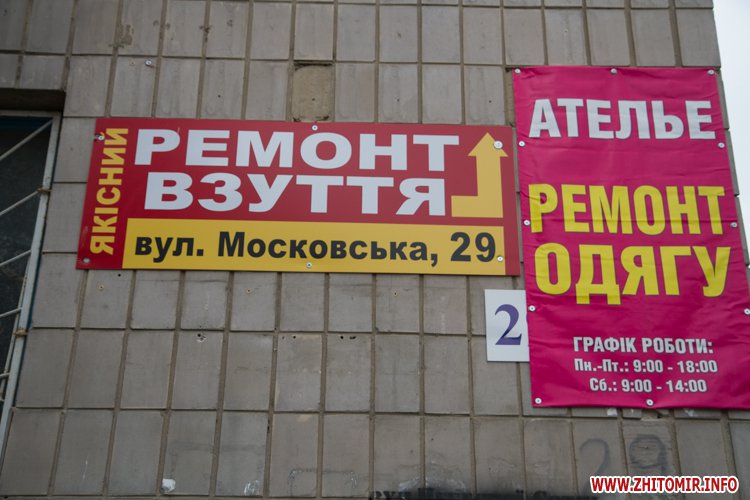 ЯКІСНИЙ
РЕМОНТ
ВЗУТТЯ
вул. Московська, 29
2
АТЕЛЬЕ
РЕМОНТ
ОДЯГУ
ГРАФІК РОБОТИ:
Пн.-Пт.: 9:00 - 18:00
Сб.: 9:00 - 14:00
29
WWW.ZHITOMIR.INFO